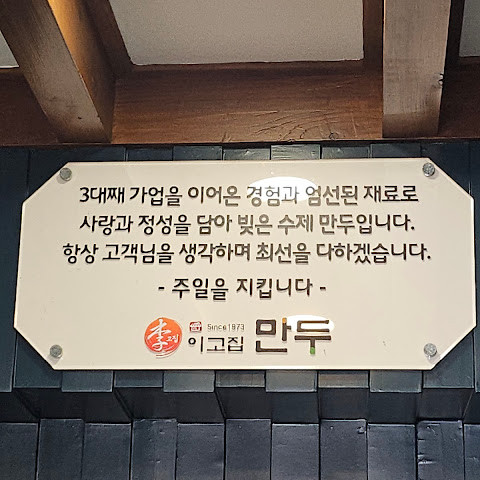 3대째 가업을 이어온 경험과 엄선된 재료로
사랑과 정성을 담아 빚은 수제 만두입니다.
항상 고객님을 생각하며 최선을 다하겠습니다.
- 주일을 지킵니다 -
李 Since1973
이고집 만두